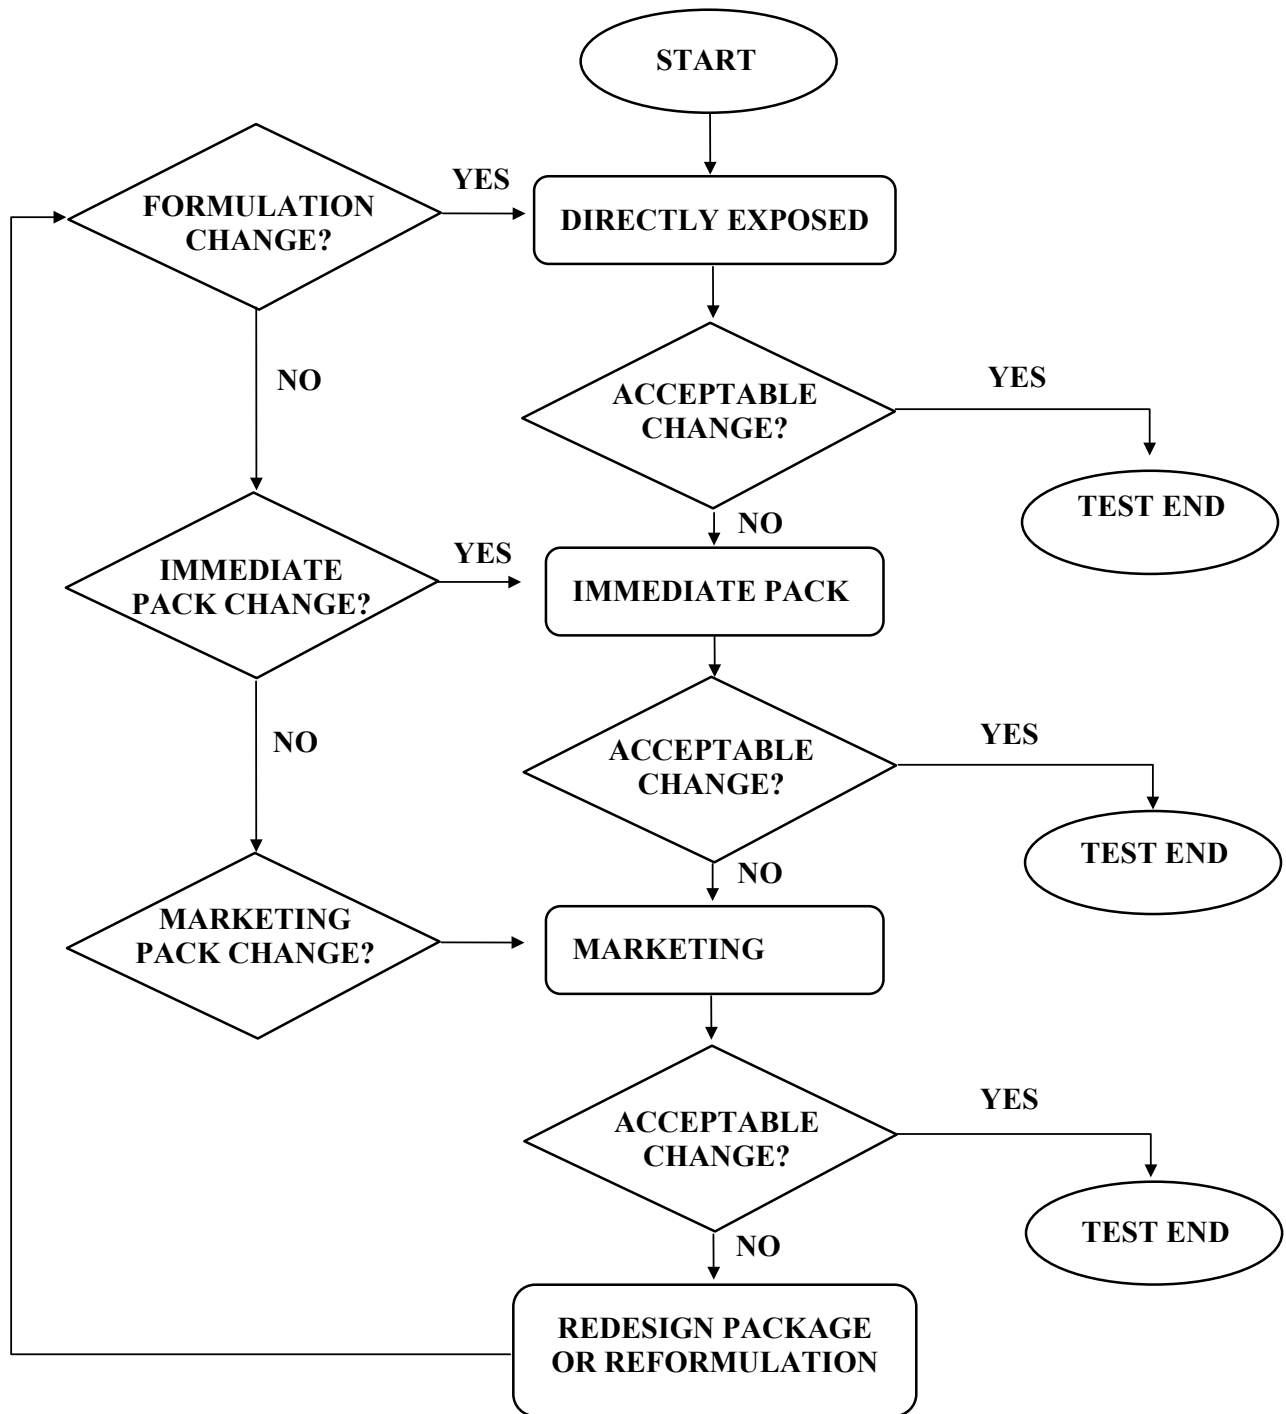 START
YES
FORMULATION
CHANGE?
DIRECTLY EXPOSED
NO
ACCEPTABLE
CHANGE?
YES
TEST END
NO
YES
IMMEDIATE
PACK CHANGE?
IMMEDIATE PACK
NO
ACCEPTABLE
CHANGE?
YES
TEST END
NO
MARKETING
PACK CHANGE?
MARKETING
ACCEPTABLE
CHANGE?
YES
TEST END
NO
REDESIGN PACKAGE
OR REFORMULATION